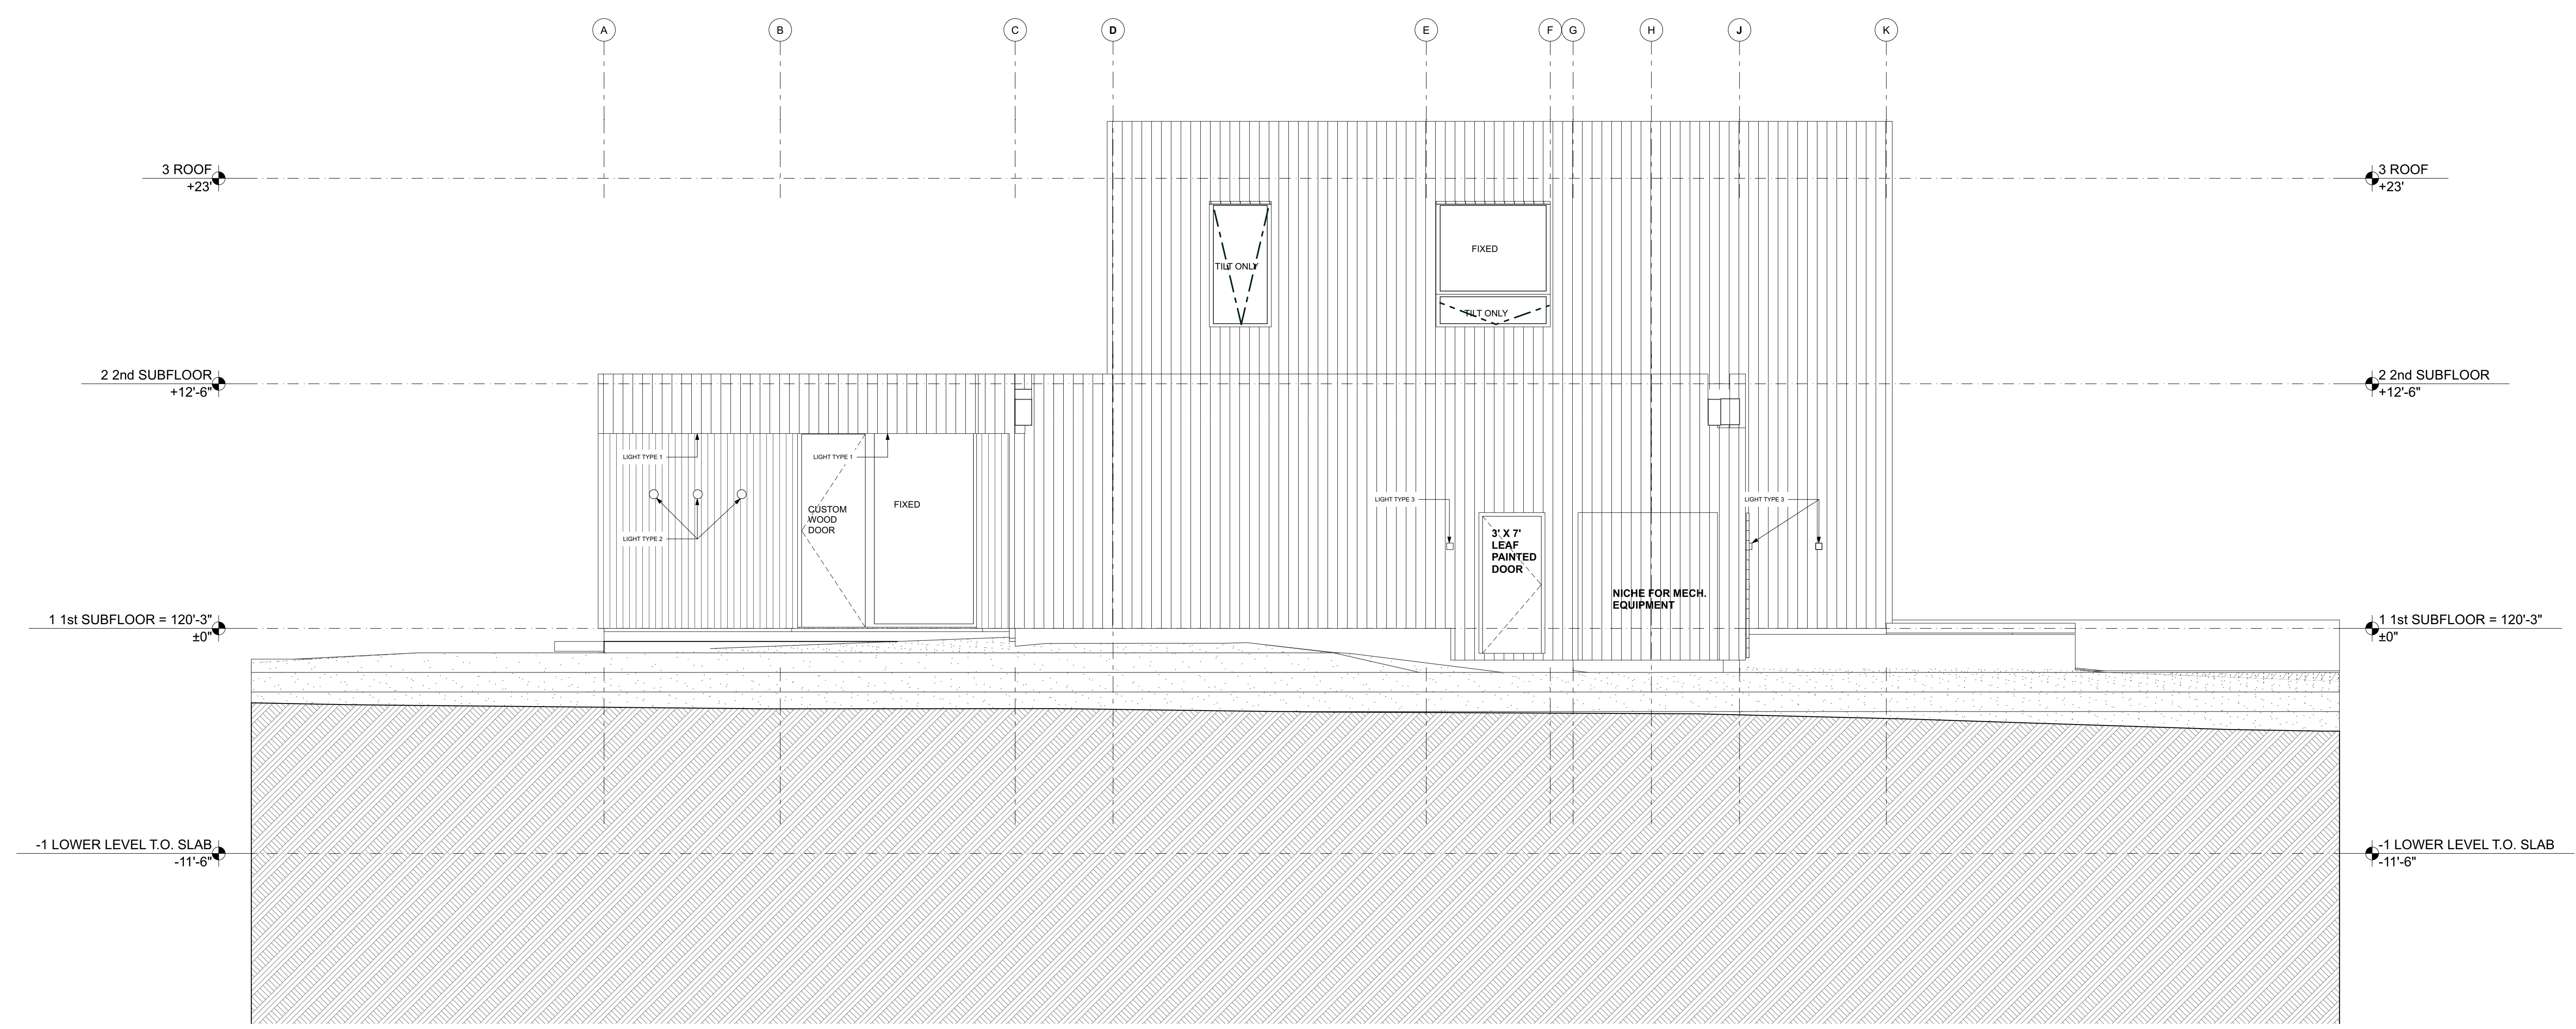 A
B
C
D
E
F
G
H
J
K
3 ROOF
+23'
3 ROOF
+23'
TILT ONLY
FIXED
TILT ONLY
2 2nd SUBFLOOR
+12'-6"
2 2nd SUBFLOOR
+12'-6"
LIGHT TYPE 1
LIGHT TYPE 1
LIGHT TYPE 2
CUSTOM
WOOD
DOOR
FIXED
LIGHT TYPE 3
3' X 7'
LEAF
PAINTED
DOOR
NICHE FOR MECH.
EQUIPMENT
LIGHT TYPE 3
1 1st SUBFLOOR = 120'-3"
±0"
1 1st SUBFLOOR = 120'-3"
±0"
-1 LOWER LEVEL T.O. SLAB
-11'-6"
-1 LOWER LEVEL T.O. SLAB
-11'-6"